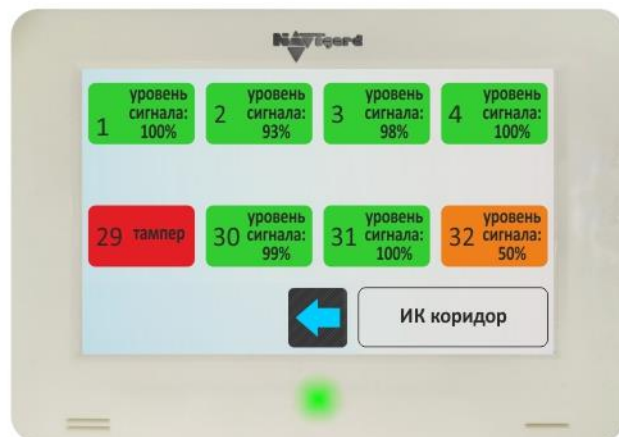 NAVIgard
1 уровень сигнала: 100%
2 уровень сигнала: 93%
3 уровень сигнала: 98%
4 уровень сигнала: 100%
29 тампер
30 уровень сигнала: 99%
31 уровень сигнала: 100%
32 уровень сигнала: 50%
ИК коридор